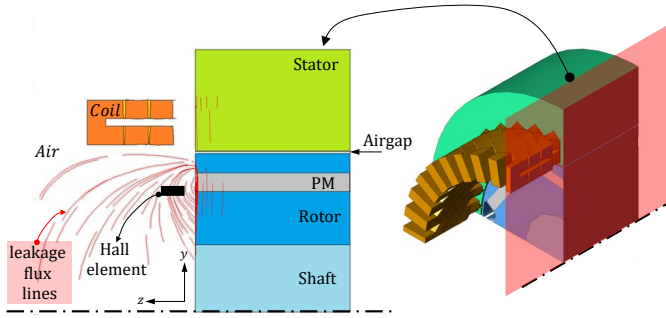 Stator
Coil
Airgap
Air
PM
Rotor
Hall
element
leakage
flux
lines
y
z
Shaft